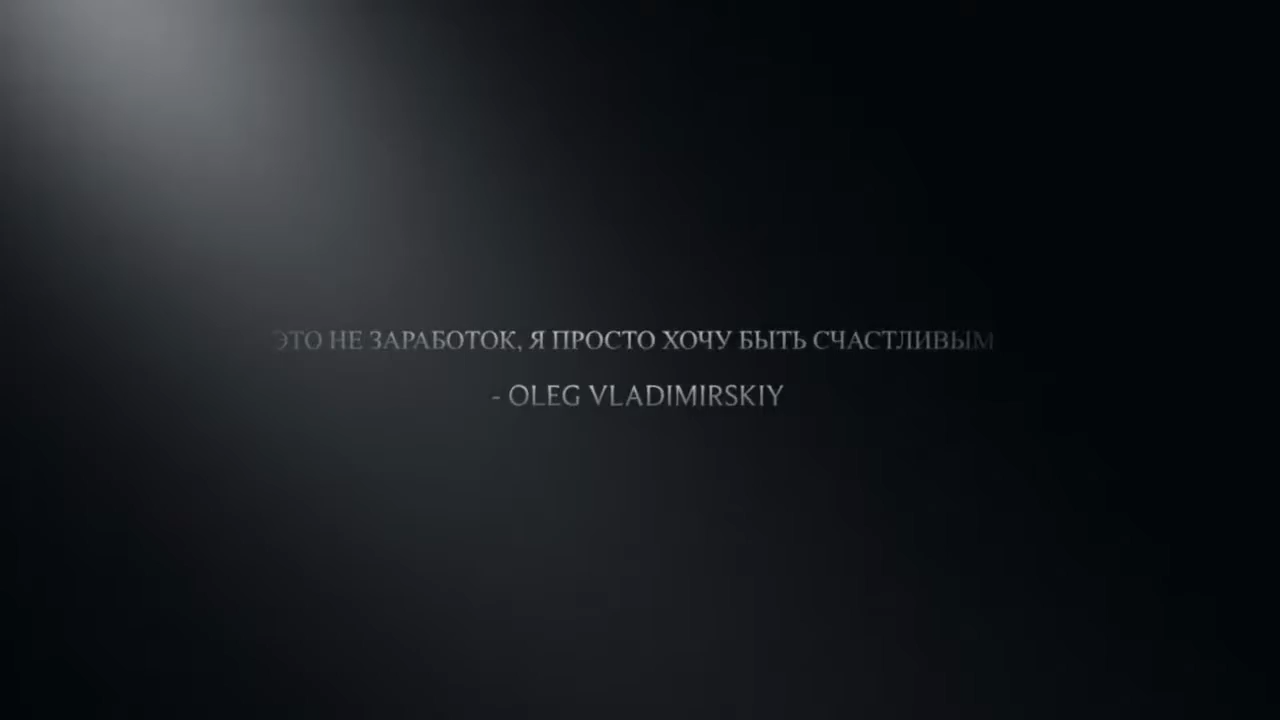 ЭТО НЕ ЗАРАБОТОК, Я ПРОСТО ХОЧУ БЫТЬ СЧАСТЛИВЫМ
- OLEG VLADIMIRSKIY